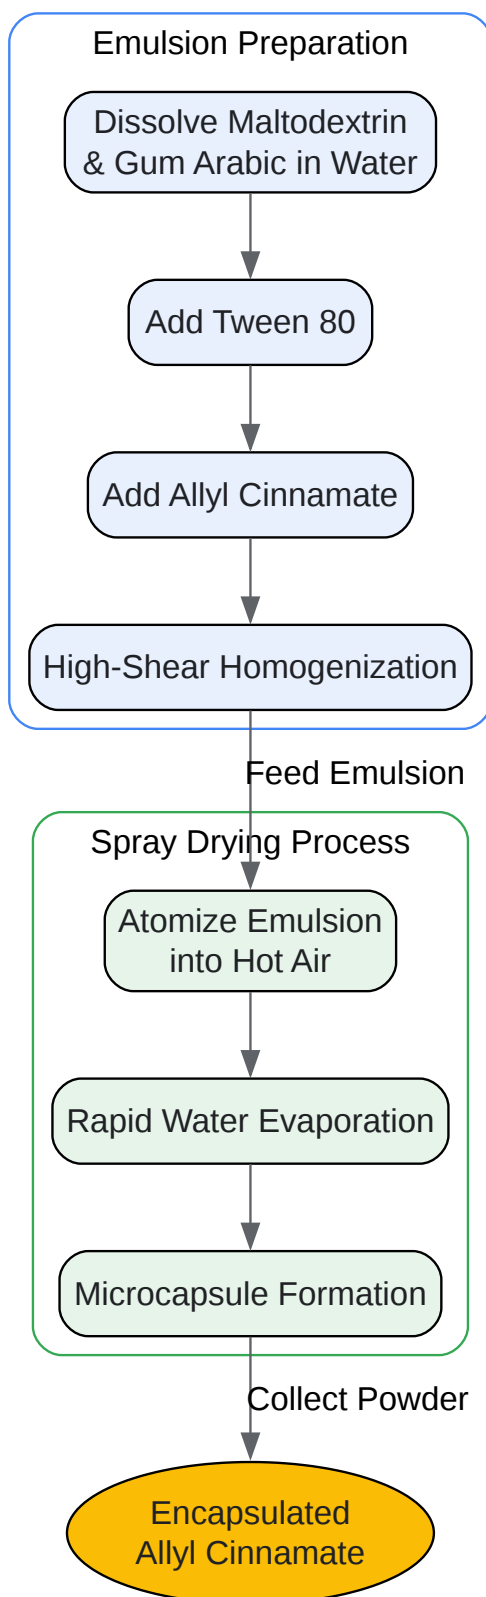 Emulsion Preparation
Dissolve Maltodextrin
& Gum Arabic in Water
Add Tween 80
Add Allyl Cinnamate
High-Shear Homogenization
Feed Emulsion
Spray Drying Process
Atomize Emulsion
into Hot Air
Rapid Water Evaporation
Microcapsule Formation
Collect Powder
Encapsulated
Allyl Cinnamate